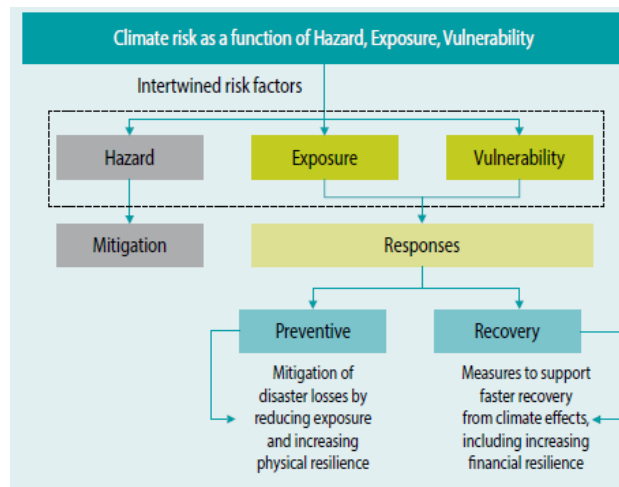 Climate risk as a function of Hazard, Exposure, Vulnerability
Intertwined risk factors
Hazard
Exposure
Vulnerability
Mitigation
Responses
Preventive
Recovery
Mitigation of
disaster losses by
reducing exposure
and increasing
physical resilience
Measures to support
faster recovery
from climate effects,
including increasing
financial resilience